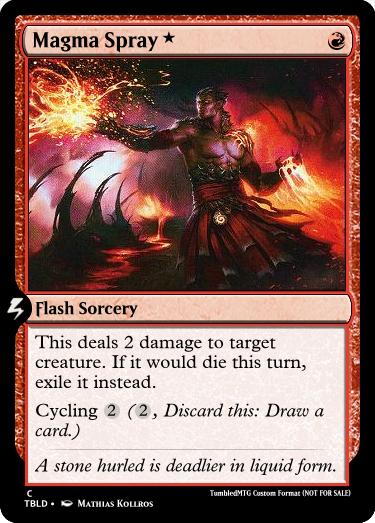 Magma Spray ★
Flash Sorcery
This deals 2 damage to target
creature. If it would die this turn,
exile it instead.
Cycling 2 (2, Discard this: Draw a
card.)
A stone hurled is deadlier in liquid form.
C
TBLD • Mathias Kollros
TumbledMTG Custom Format (NOT FOR SALE)